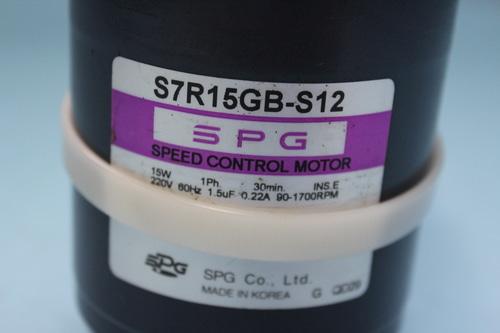 S7R15GB-S12
SPG
SPEED CONTROL MOTOR
15W 1Ph. 30min. INS.E
220V 60Hz 1.5uF 0.22A 90-1700RPM
SPG SPG Co., Ltd.
MADE IN KOREA G